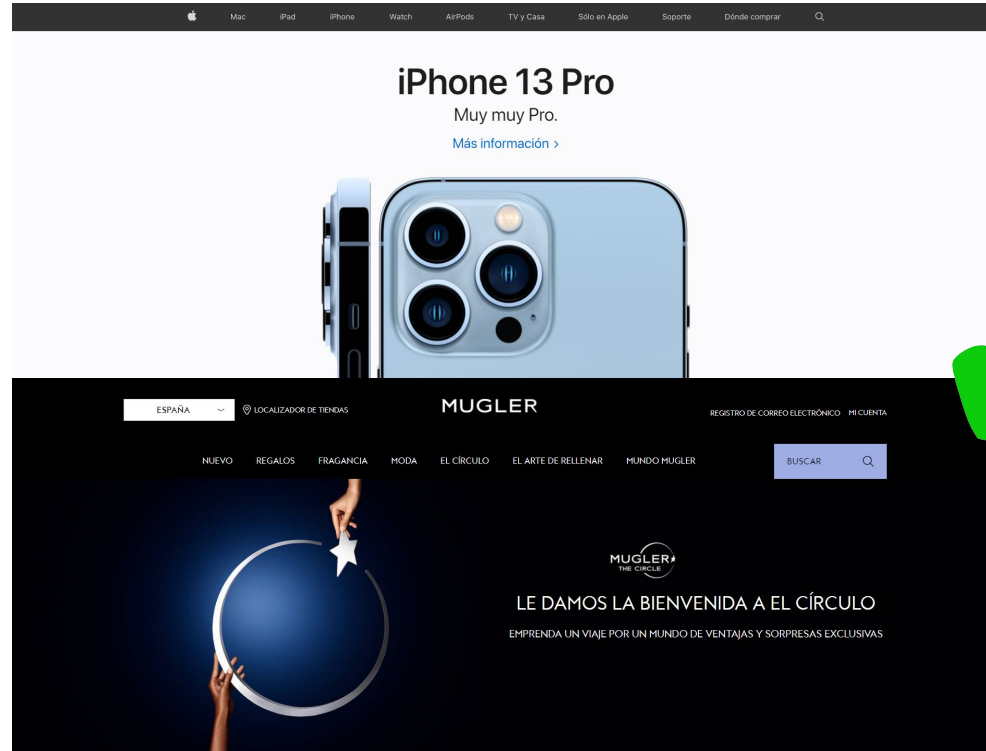 Mac iPad iPhone Watch AirPods TV y Casa Sólo en Apple Soporte Dónde comprar
iPhone 13 Pro
Muy muy Pro.
Más información >
ESPAÑA LOCALIZADOR DE TIENDAS MUGLER REGISTRO DE CORREO ELECTRÓNICO MI CUENTA
NUEVO REGALOS FRAGANCIA MODA EL CÍRCULO EL ARTE DE RELLENAR MUNDO MUGLER BUSCAR
MUGLER
THE CIRCLE
LE DAMOS LA BIENVENIDA A EL CÍRCULO
EMPRENDA UN VIAJE POR UN MUNDO DE VENTAJAS Y SORPRESAS EXCLUSIVAS